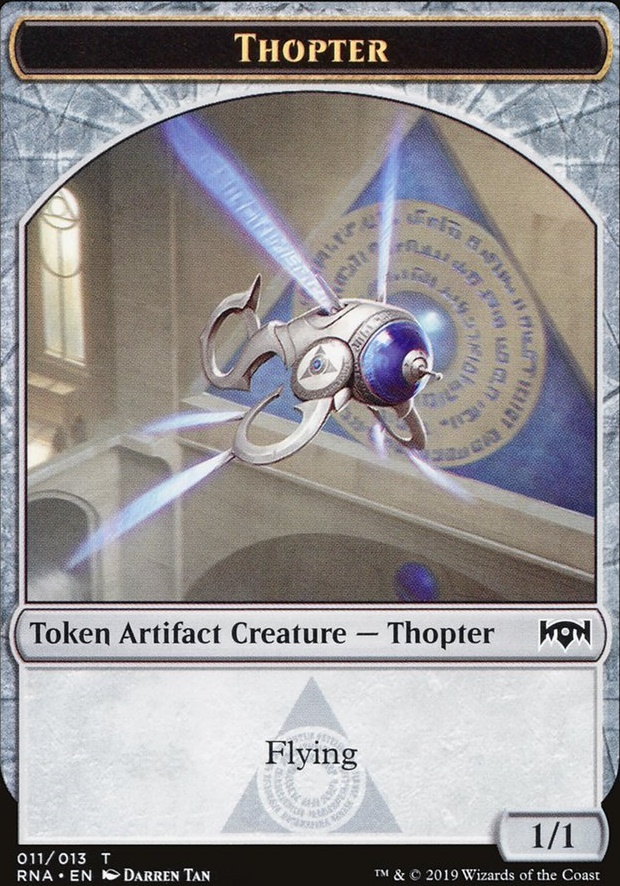 THOPTER
Token Artifact Creature — Thopter
Flying
1/1
011/013 T
RNA • EN DARREN TAN
™ & © 2019 Wizards of the Coast